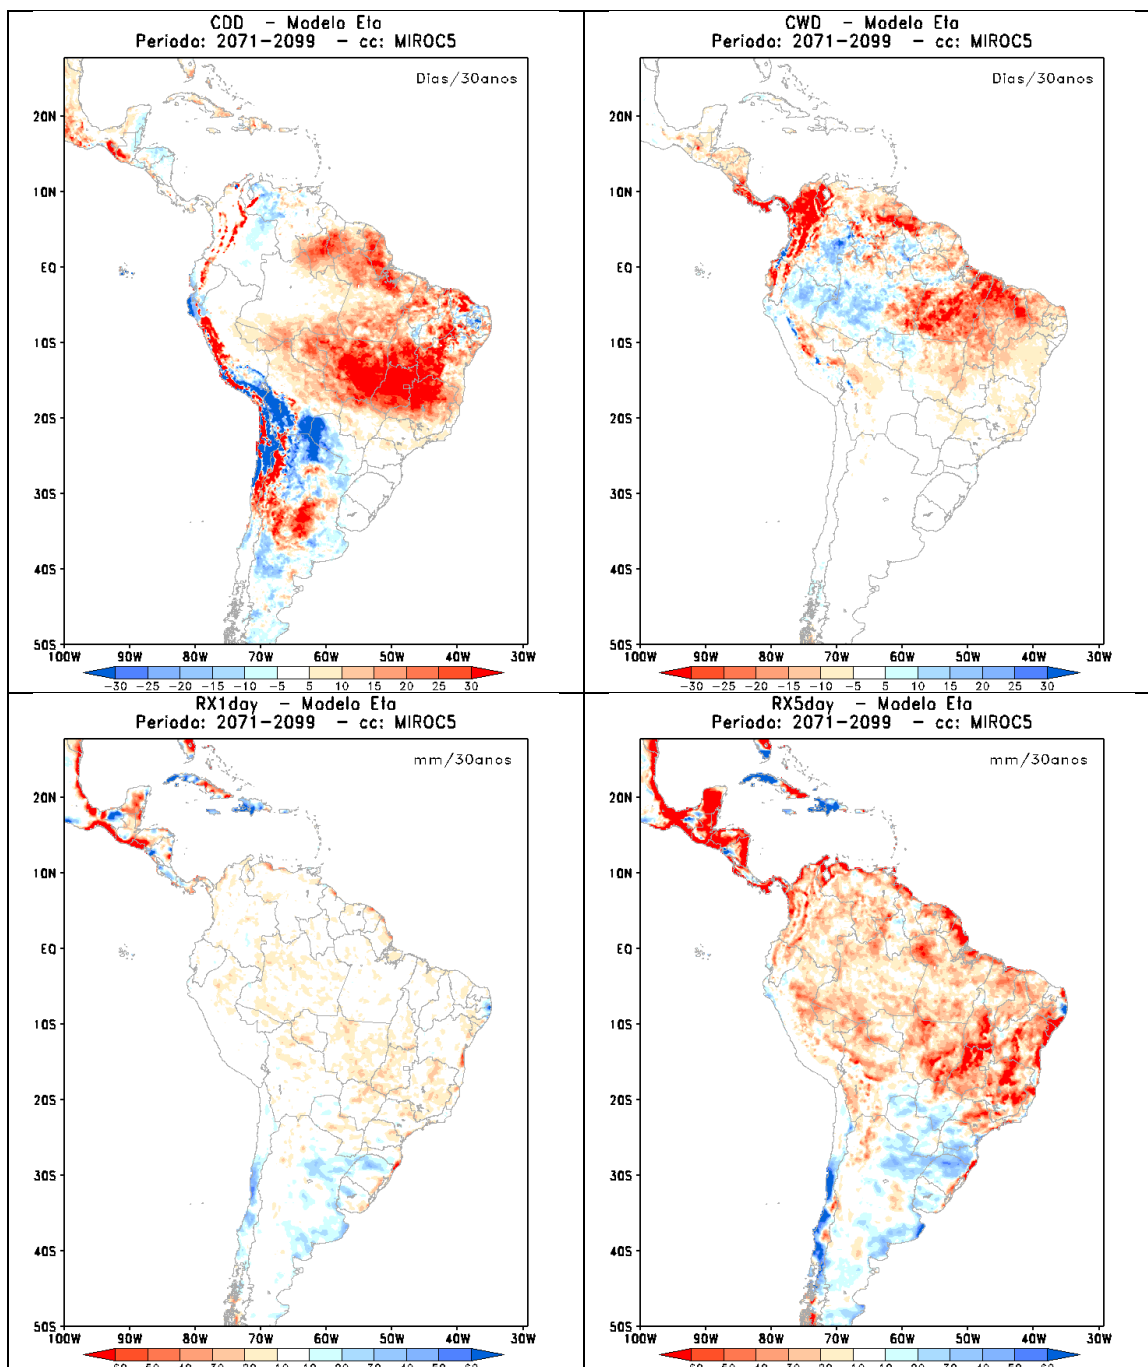 CDD – Modelo Eta
Periodo: 2071–2099 – cc: MIROC5
Dias/30anos
20N
10N
EQ
10S
20S
30S
40S
50S
100W 90W 80W 70W 60W 50W 40W 30W
−30 −25 −20 −15 −10 −5 5 10 15 20 25 30
CWD – Modelo Eta
Periodo: 2071–2099 – cc: MIROC5
Dias/30anos
20N
10N
EQ
10S
20S
30S
40S
50S
100W 90W 80W 70W 60W 50W 40W 30W
−30 −25 −20 −15 −10 −5 5 10 15 20 25 30
RX1day – Modelo Eta
Periodo: 2071–2099 – cc: MIROC5
mm/30anos
20N
10N
EQ
10S
20S
30S
40S
50S
100W 90W 80W 70W 60W 50W 40W 30W
RX5day – Modelo Eta
Periodo: 2071–2099 – cc: MIROC5
mm/30anos
20N
10N
EQ
10S
20S
30S
40S
50S
100W 90W 80W 70W 60W 50W 40W 30W